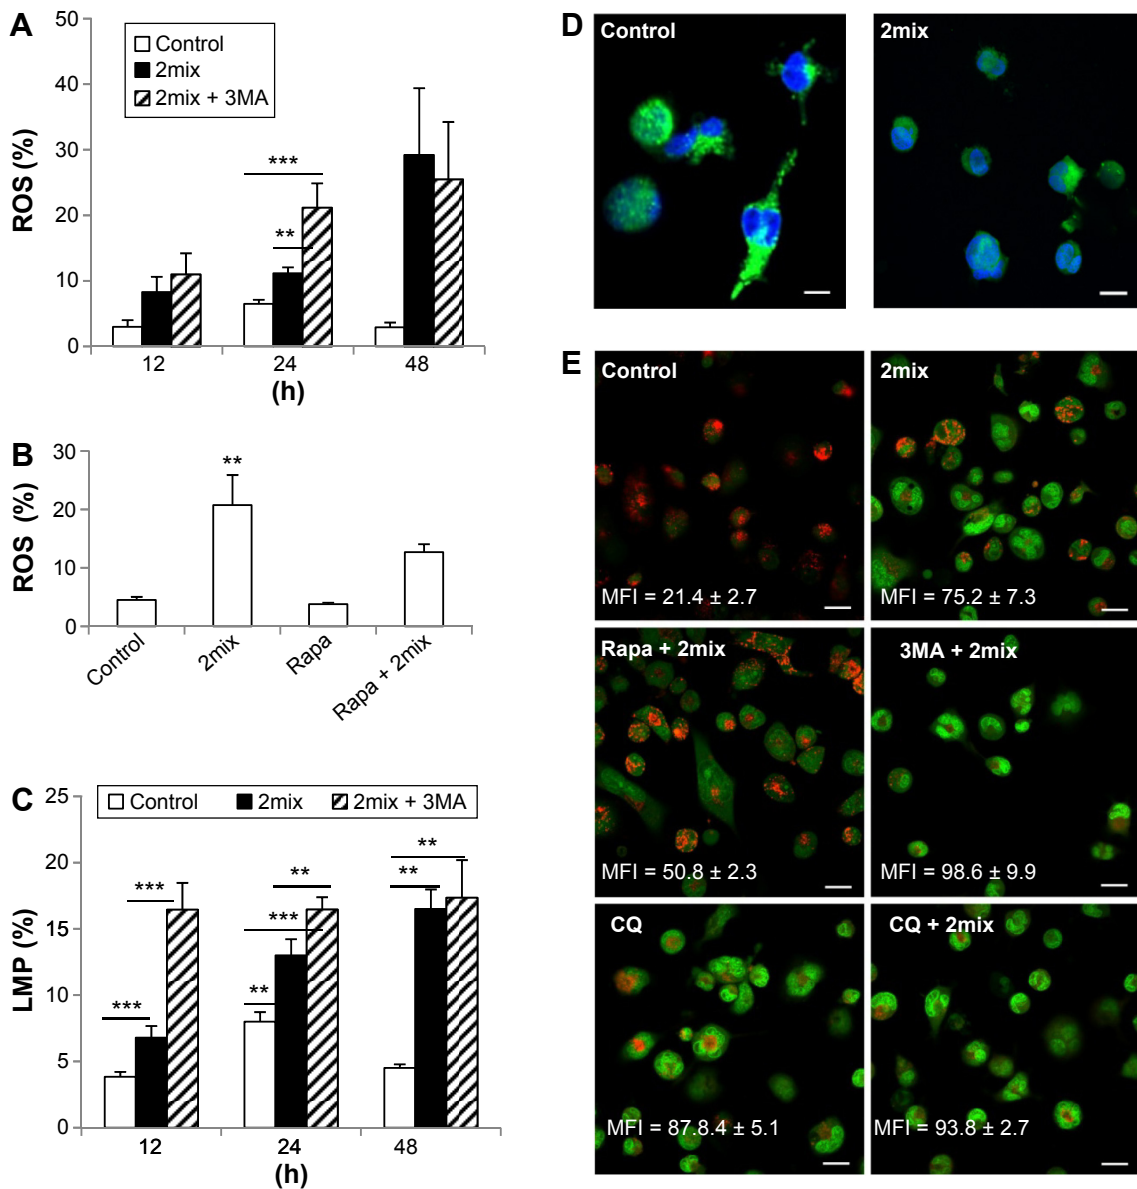 A
50
40
30
20
10
0
ROS (%)
Control
2mix
2mix + 3MA
***
**
12
24
48
(h)
B
30
20
10
0
ROS (%)
**
Control
2mix
Rapa
Rapa + 2mix
C
25
20
15
10
5
0
LMP (%)
Control
2mix
2mix + 3MA
***
***
**
***
**
**
**
12
24
48
(h)
D
Control
2mix
E
Control
MFI = 21.4 ± 2.7
2mix
MFI = 75.2 ± 7.3
Rapa + 2mix
MFI = 50.8 ± 2.3
3MA + 2mix
MFI = 98.6 ± 9.9
CQ
MFI = 87.8.4 ± 5.1
CQ + 2mix
MFI = 93.8 ± 2.7